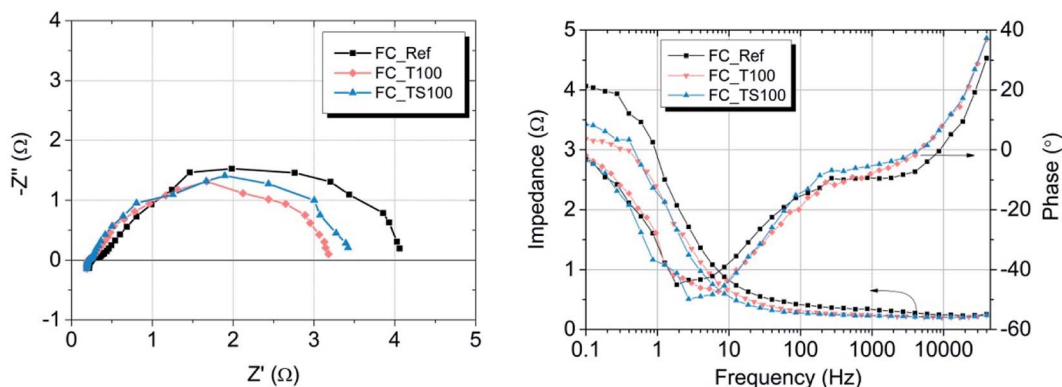 4
3
2
1
0
-1
-Z'' (Ω)
FC_Ref
FC_T100
FC_TS100
0 1 2 3 4 5
Z' (Ω)
5
4
3
2
1
0
Impedance (Ω)
FC_Ref
FC_T100
FC_TS100
40
20
0
-20
-40
-60
Phase (°)
0.1 1 10 100 1000 10000
Frequency (Hz)